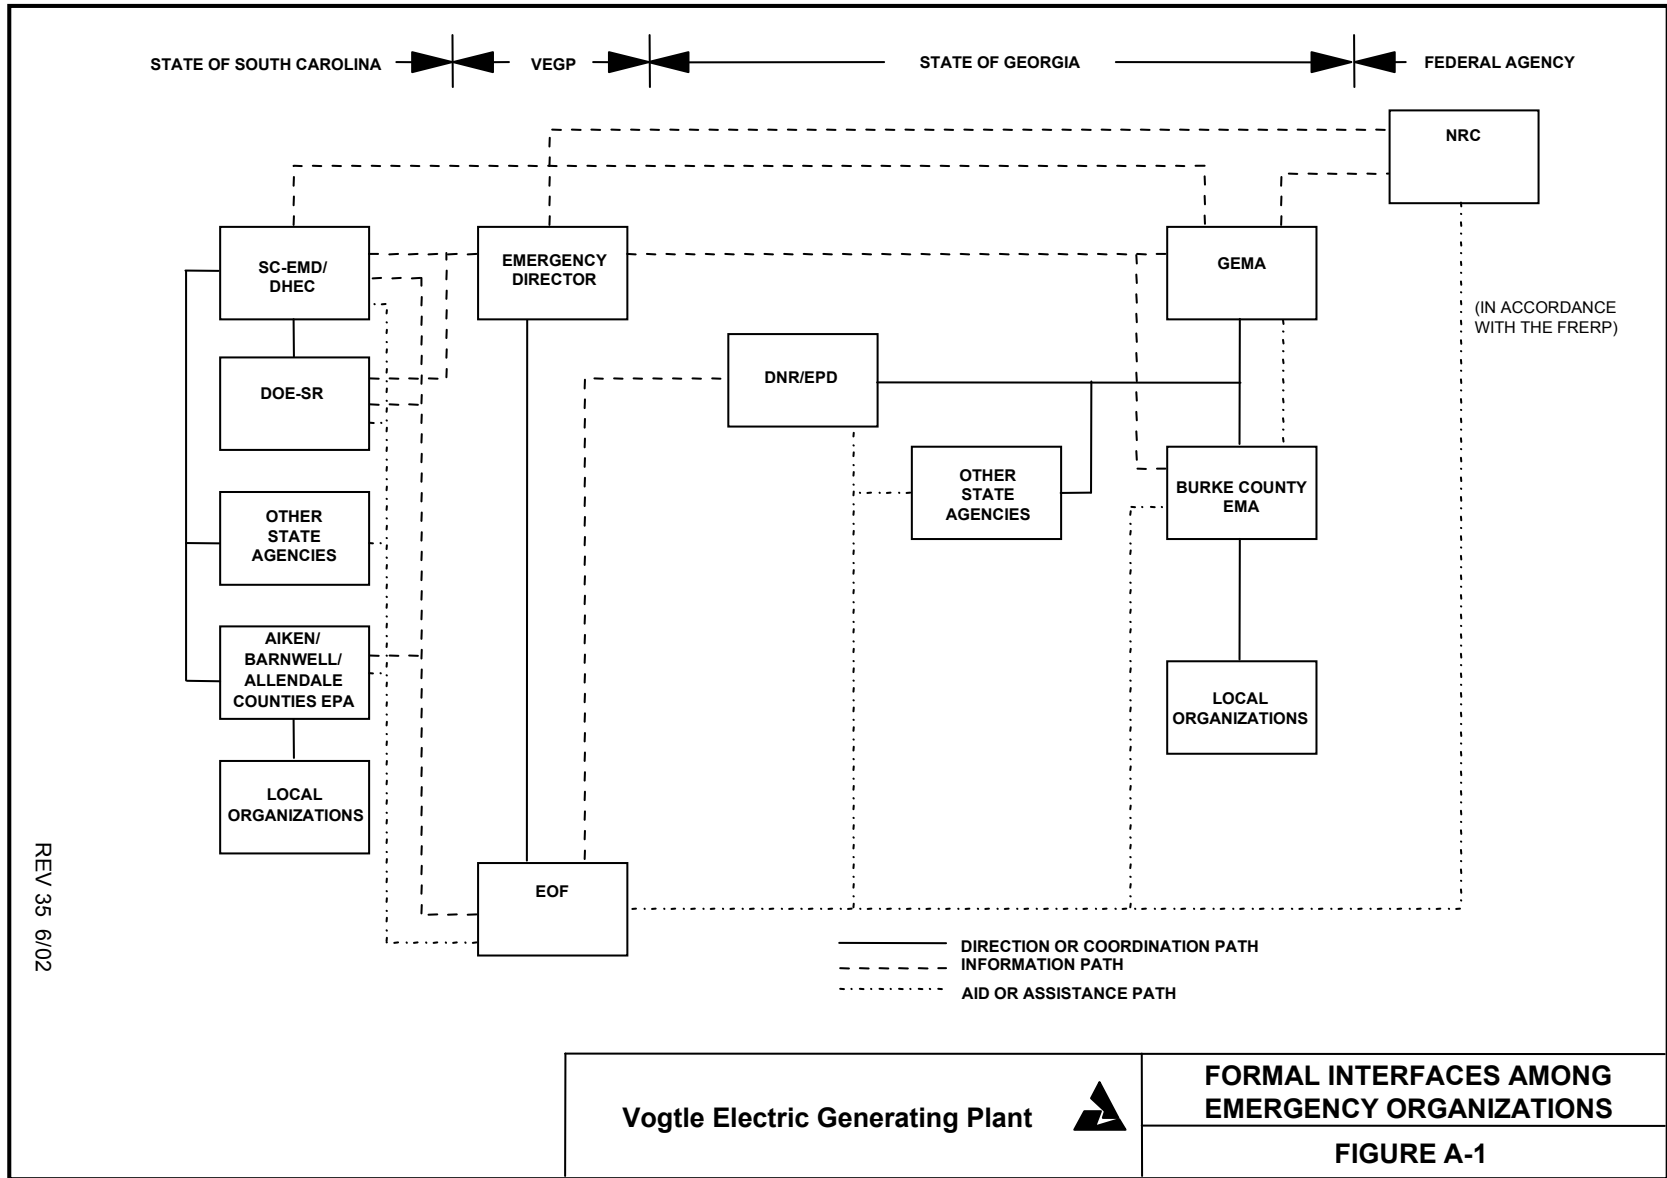 STATE OF SOUTH CAROLINA
VEGP
STATE OF GEORGIA
FEDERAL AGENCY
NRC
SC-EMD/
DHEC
EMERGENCY
DIRECTOR
GEMA
(IN ACCORDANCE
WITH THE FRERP)
DOE-SR
DNR/EPD
OTHER
STATE
AGENCIES
BURKE COUNTY
EMA
OTHER
STATE
AGENCIES
AIKEN/
BARNWELL/
ALLENDALE
COUNTIES EPA
LOCAL
ORGANIZATIONS
LOCAL
ORGANIZATIONS
EOF
REV 35 6/02
DIRECTION OR COORDINATION PATH
INFORMATION PATH
AID OR ASSISTANCE PATH
Vogtle Electric Generating Plant
FORMAL INTERFACES AMONG
EMERGENCY ORGANIZATIONS
FIGURE A-1